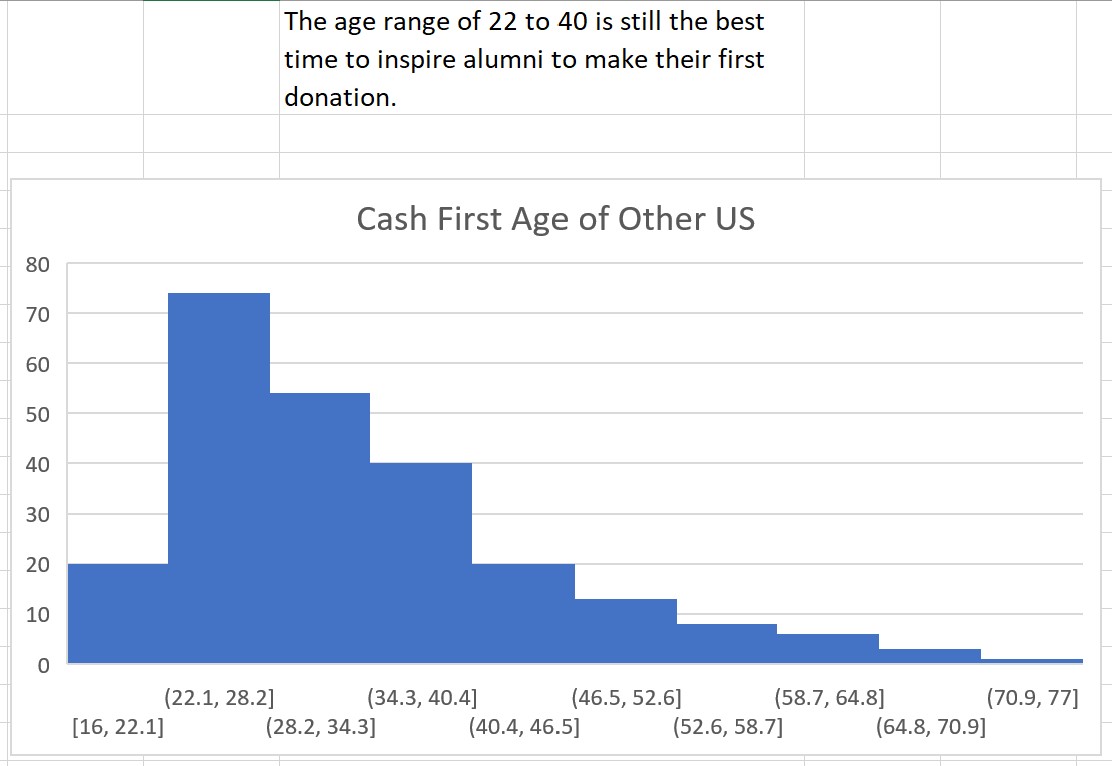 The age range of 22 to 40 is still the best
time to inspire alumni to make their first
donation.
Cash First Age of Other US
80
70
60
50
40
30
20
10
0
(22.1, 28.2] (34.3, 40.4] (46.5, 52.6] (58.7, 64.8] (70.9, 77]
[16, 22.1] (28.2, 34.3] (40.4, 46.5] (52.6, 58.7] (64.8, 70.9]